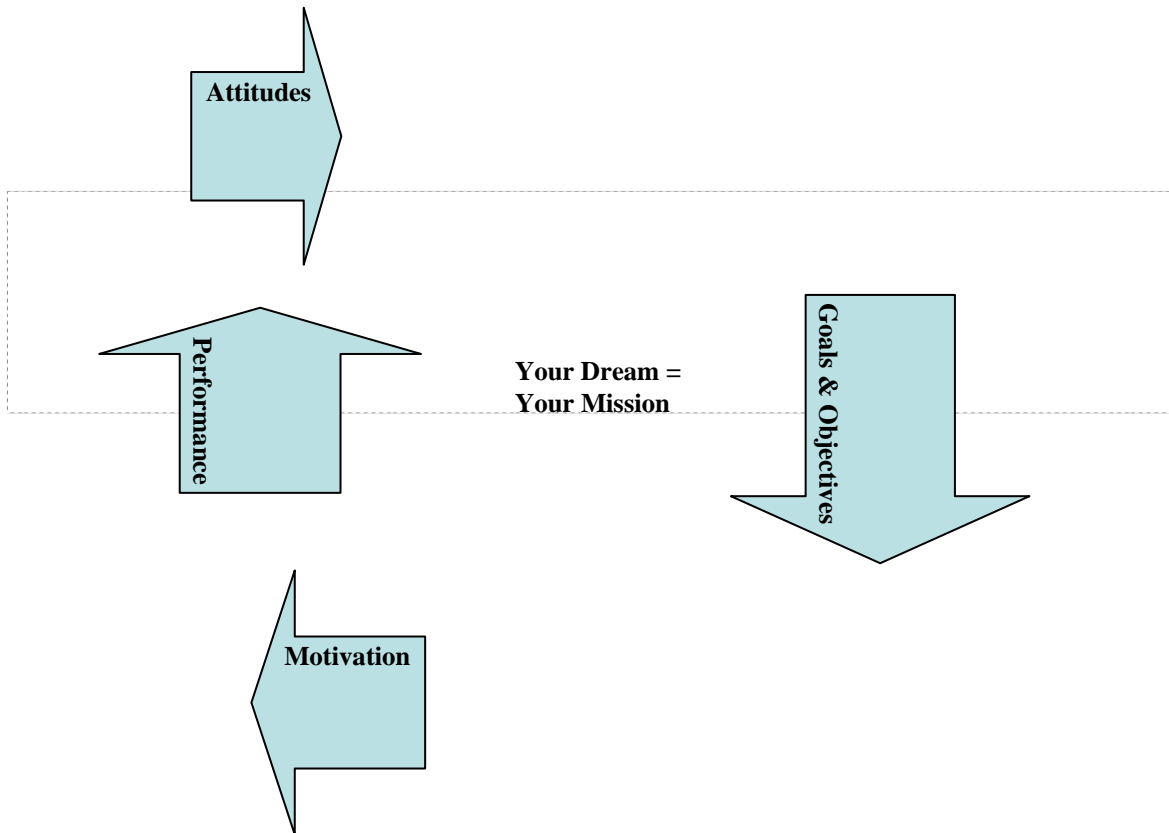 Attitudes
Performance
Your Dream =
Your Mission
Goals & Objectives
Motivation